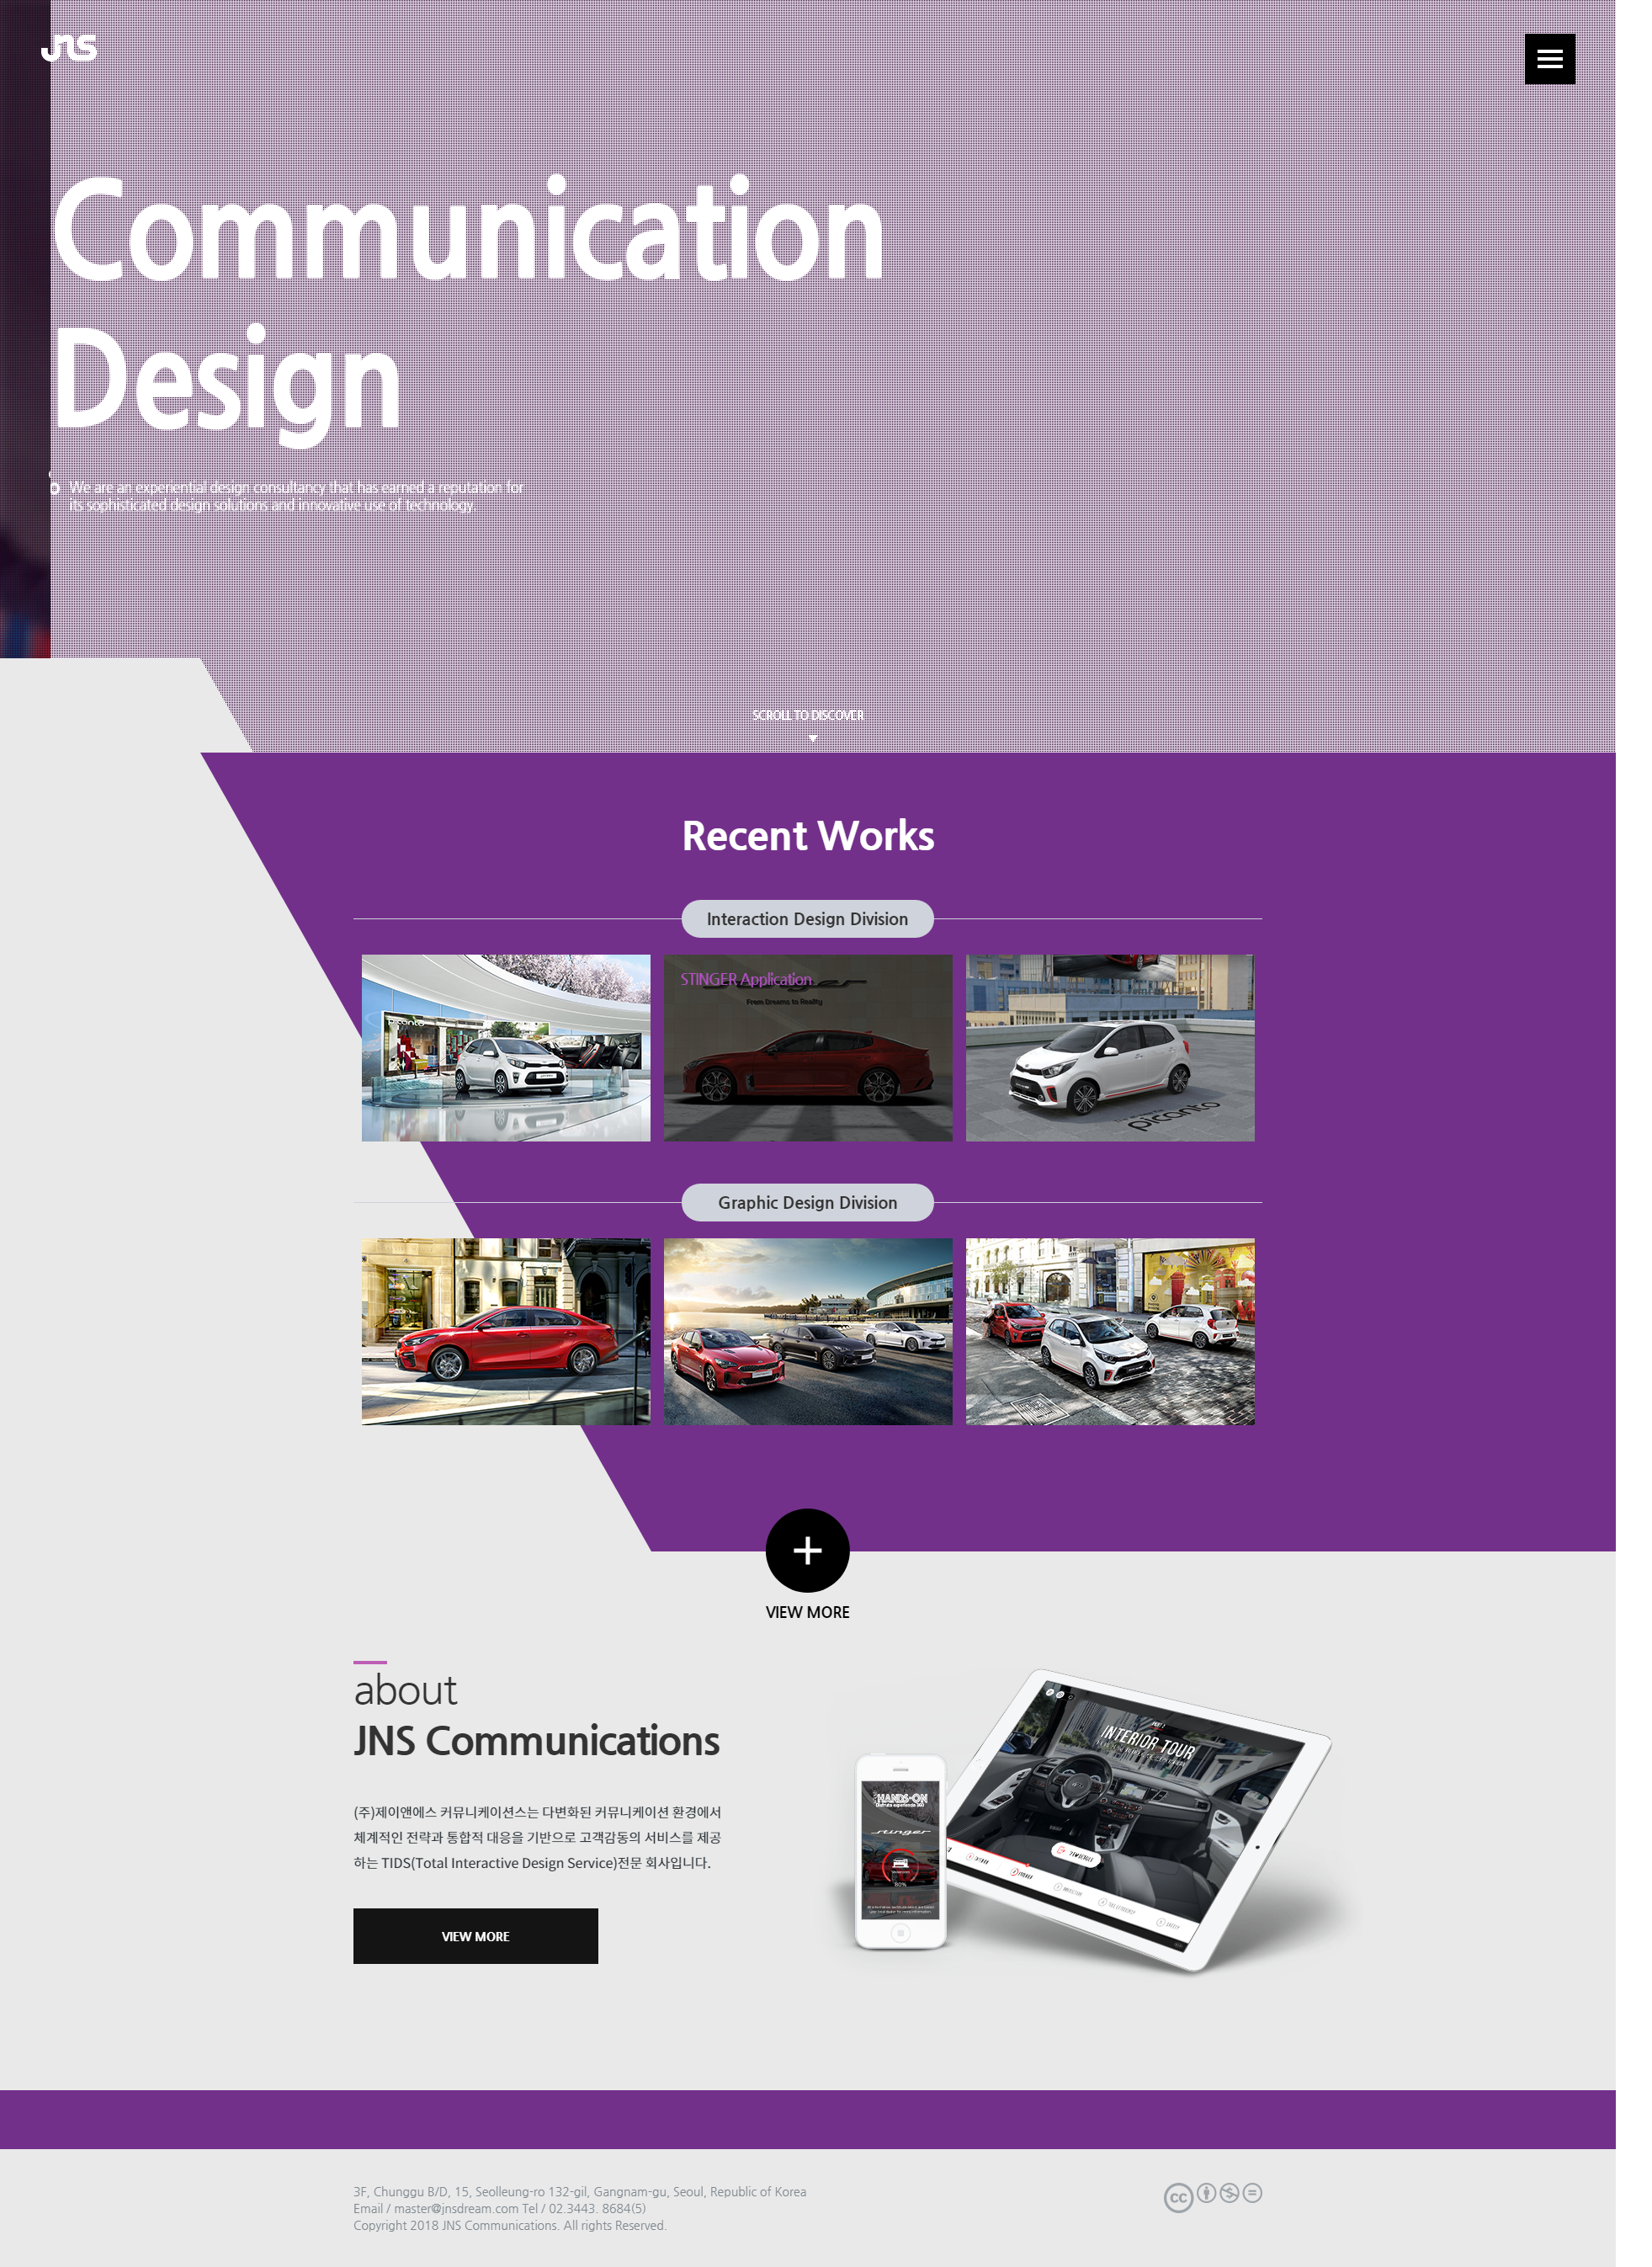 JNS
Communication
Design
We are an experiential design consultancy that has earned a reputation for
its sophisticated design solutions and innovative use of technology.
SCROLL TO DISCOVER
Recent Works
Interaction Design Division
STINGER Application
From Dreams to Reality
picanto
picanto
Graphic Design Division
VIEW MORE
about
JNS Communications
(주)제이앤에스 커뮤니케이션스는 다변화된 커뮤니케이션 환경에서
체계적인 전략과 통합적 대응을 기반으로 고객감동의 서비스를 제공
하는 TIDS(Total Interactive Design Service)전문 회사입니다.
VIEW MORE
INTERIOR TOUR
HANDS-ON
stinger
80%
3F, Chunggu B/D, 15, Seolleung-ro 132-gil, Gangnam-gu, Seoul, Republic of Korea
Email / master@jnsdream.com Tel / 02.3443. 8684(5)
Copyright 2018 JNS Communications. All rights Reserved.
cc